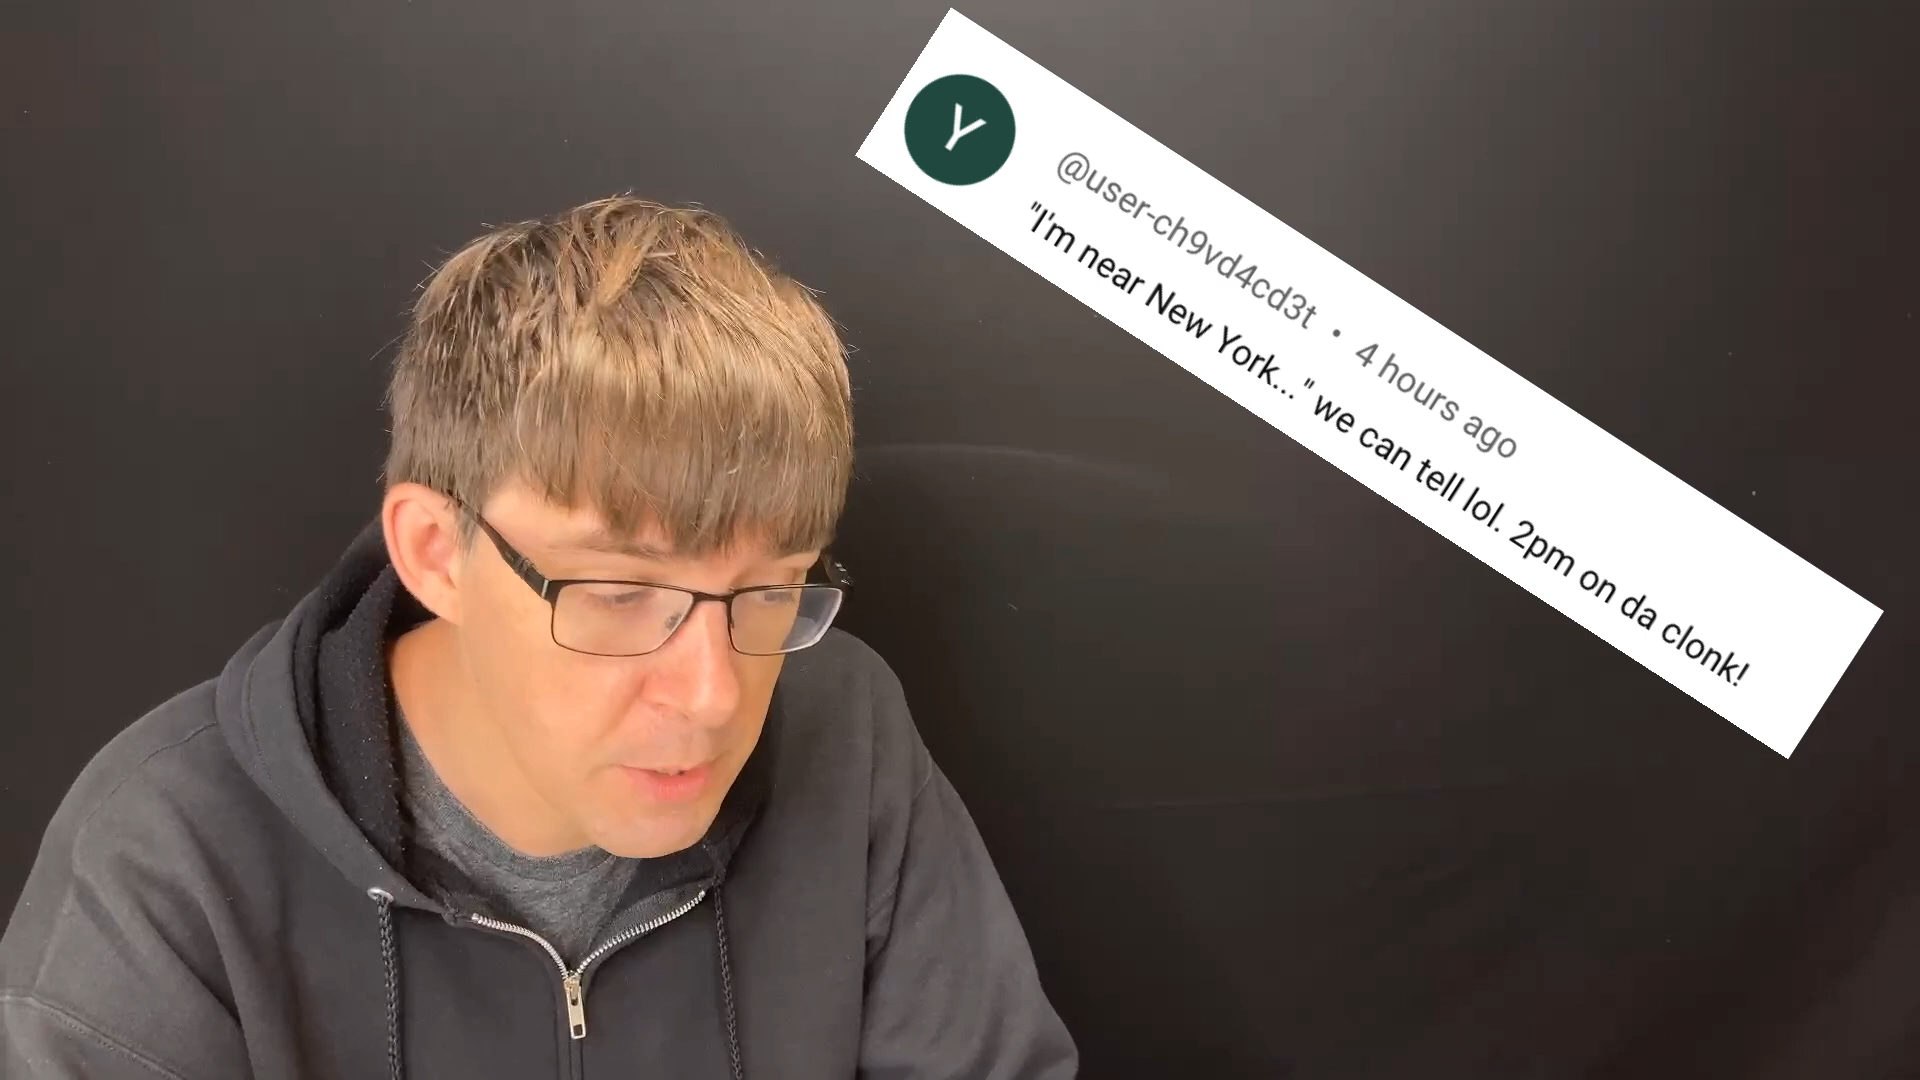 Y
@user-ch9vd4cd3t • 4 hours ago
"I'm near New York... "we can tell lol. 2pm on da clonk!